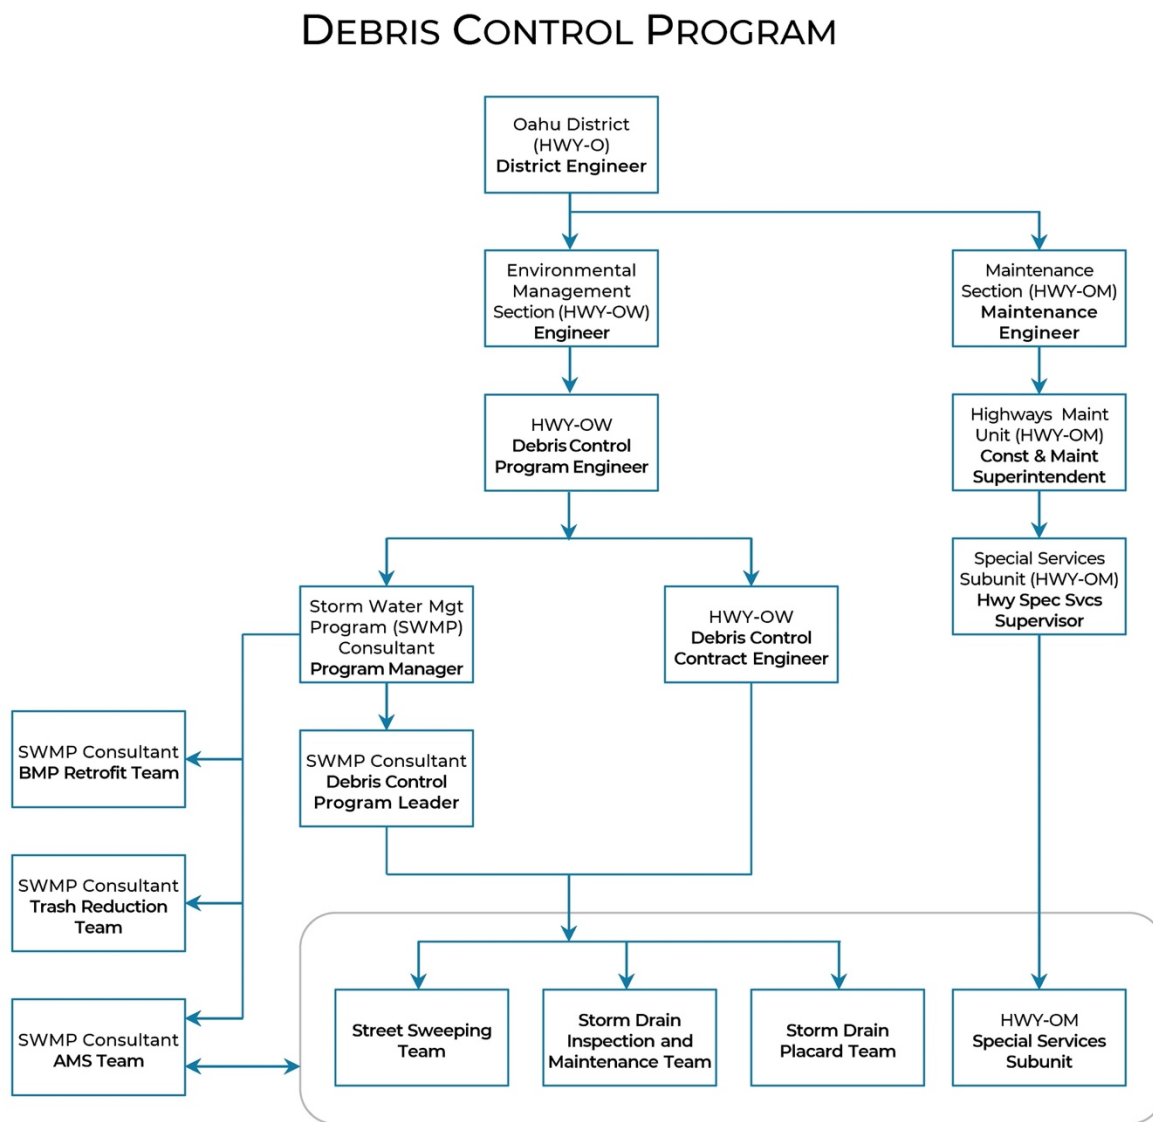 DEBRIS CONTROL PROGRAM
Oahu District
(HWY-O)
District Engineer
Environmental
Management
Section (HWY-OW)
Engineer
Maintenance
Section (HWY-OM)
Maintenance
Engineer
HWY-OW
Debris Control
Program Engineer
Highways Maint
Unit (HWY-OM)
Const & Maint
Superintendent
Storm Water Mgt
Program (SWMP)
Consultant
Program Manager
HWY-OW
Debris Control
Contract Engineer
Special Services
Subunit (HWY-OM)
Hwy Spec Svcs
Supervisor
SWMP Consultant
BMP Retrofit Team
SWMP Consultant
Debris Control
Program Leader
SWMP Consultant
Trash Reduction
Team
SWMP Consultant
AMS Team
Street Sweeping
Team
Storm Drain
Inspection and
Maintenance Team
Storm Drain
Placard Team
HWY-OM
Special Services
Subunit